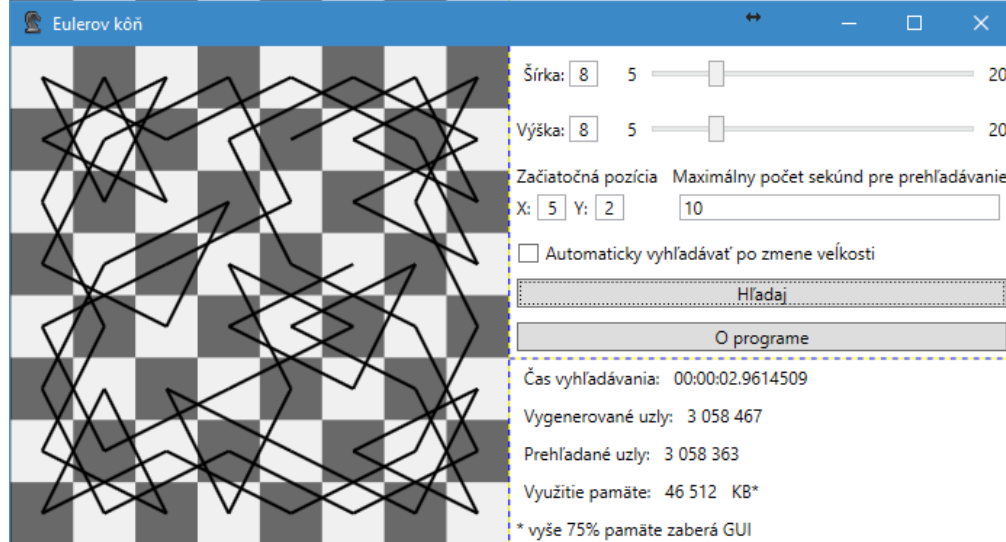 Eulerov kôň
Šírka: 8 5 20
Výška: 8 5 20
Začiatočná pozícia Maximálny počet sekúnd pre prehľadávanie
X: 5 Y: 2 10
Automaticky vyhľadávať po zmene veĺkosti
Hľadaj
O programe
Čas vyhľadávania: 00:00:02.9614509
Vygenerované uzly: 3 058 467
Prehľadané uzly: 3 058 363
Využitie pamäte: 46 512 KB*
* vyše 75% pamäte zaberá GUI